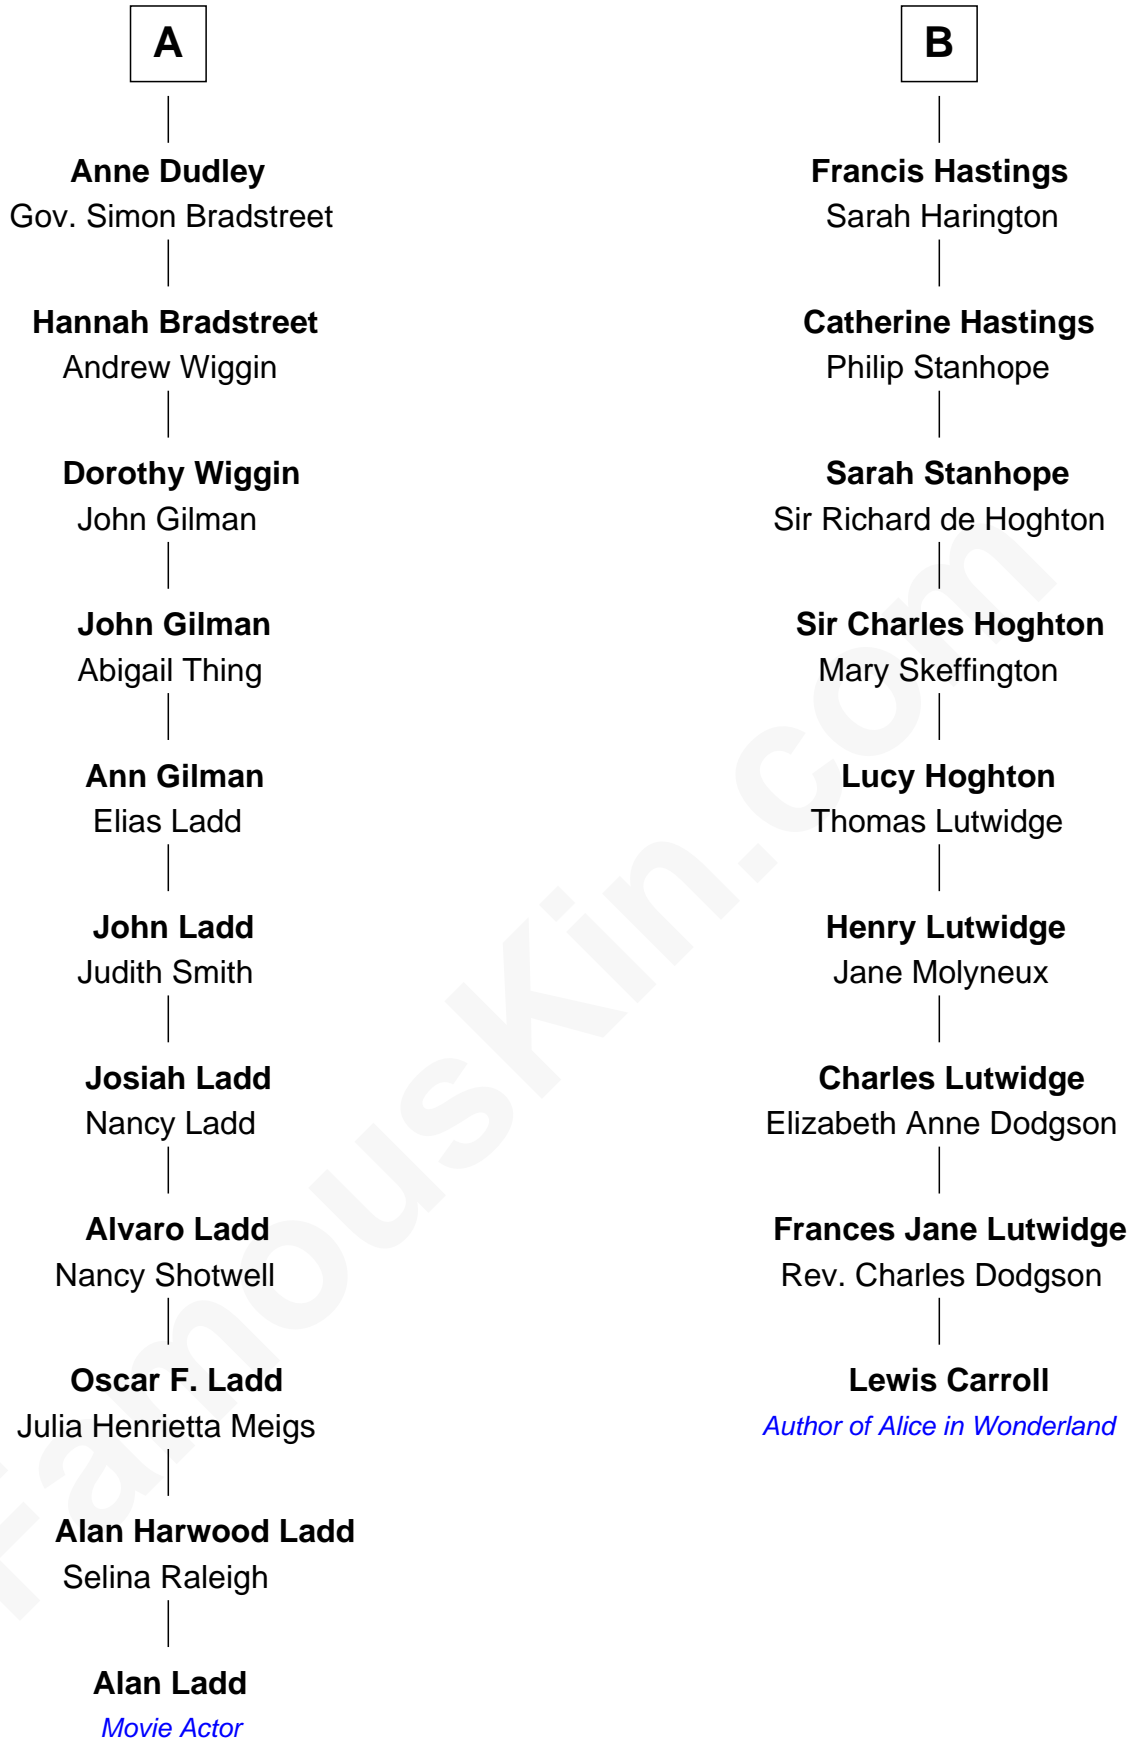 A
Anne Dudley
Gov. Simon Bradstreet
Hannah Bradstreet
Andrew Wiggin
Dorothy Wiggin
John Gilman
John Gilman
Abigail Thing
Ann Gilman
Elias Ladd
John Ladd
Judith Smith
Josiah Ladd
Nancy Ladd
Alvaro Ladd
Nancy Shotwell
Oscar F. Ladd
Julia Henrietta Meigs
Alan Harwood Ladd
Selina Raleigh
Alan Ladd
Movie Actor
B
Francis Hastings
Sarah Harington
Catherine Hastings
Philip Stanhope
Sarah Stanhope
Sir Richard de Hoghton
Sir Charles Hoghton
Mary Skeffington
Lucy Hoghton
Thomas Lutwidge
Henry Lutwidge
Jane Molyneux
Charles Lutwidge
Elizabeth Anne Dodgson
Frances Jane Lutwidge
Rev. Charles Dodgson
Lewis Carroll
Author of Alice in Wonderland
FamousKin.com